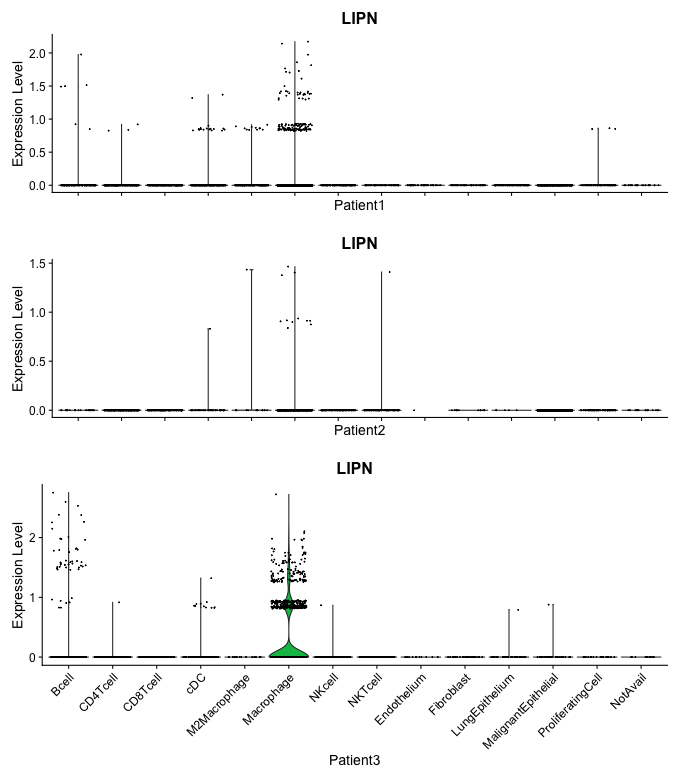 LIPN
Expression Level
2.0
1.5
1.0
0.5
0.0
Patient1
LIPN
Expression Level
1.5
1.0
0.5
0.0
Patient2
LIPN
Expression Level
2
1
0
Bcell
CD4Tcell
CD8Tcell
cDC
M2Macrophage
Macrophage
NKcell
NKTcell
Endothelium
Fibroblast
LungEpithelium
MalignantEpithelial
ProliferatingCell
NotAvail
Patient3